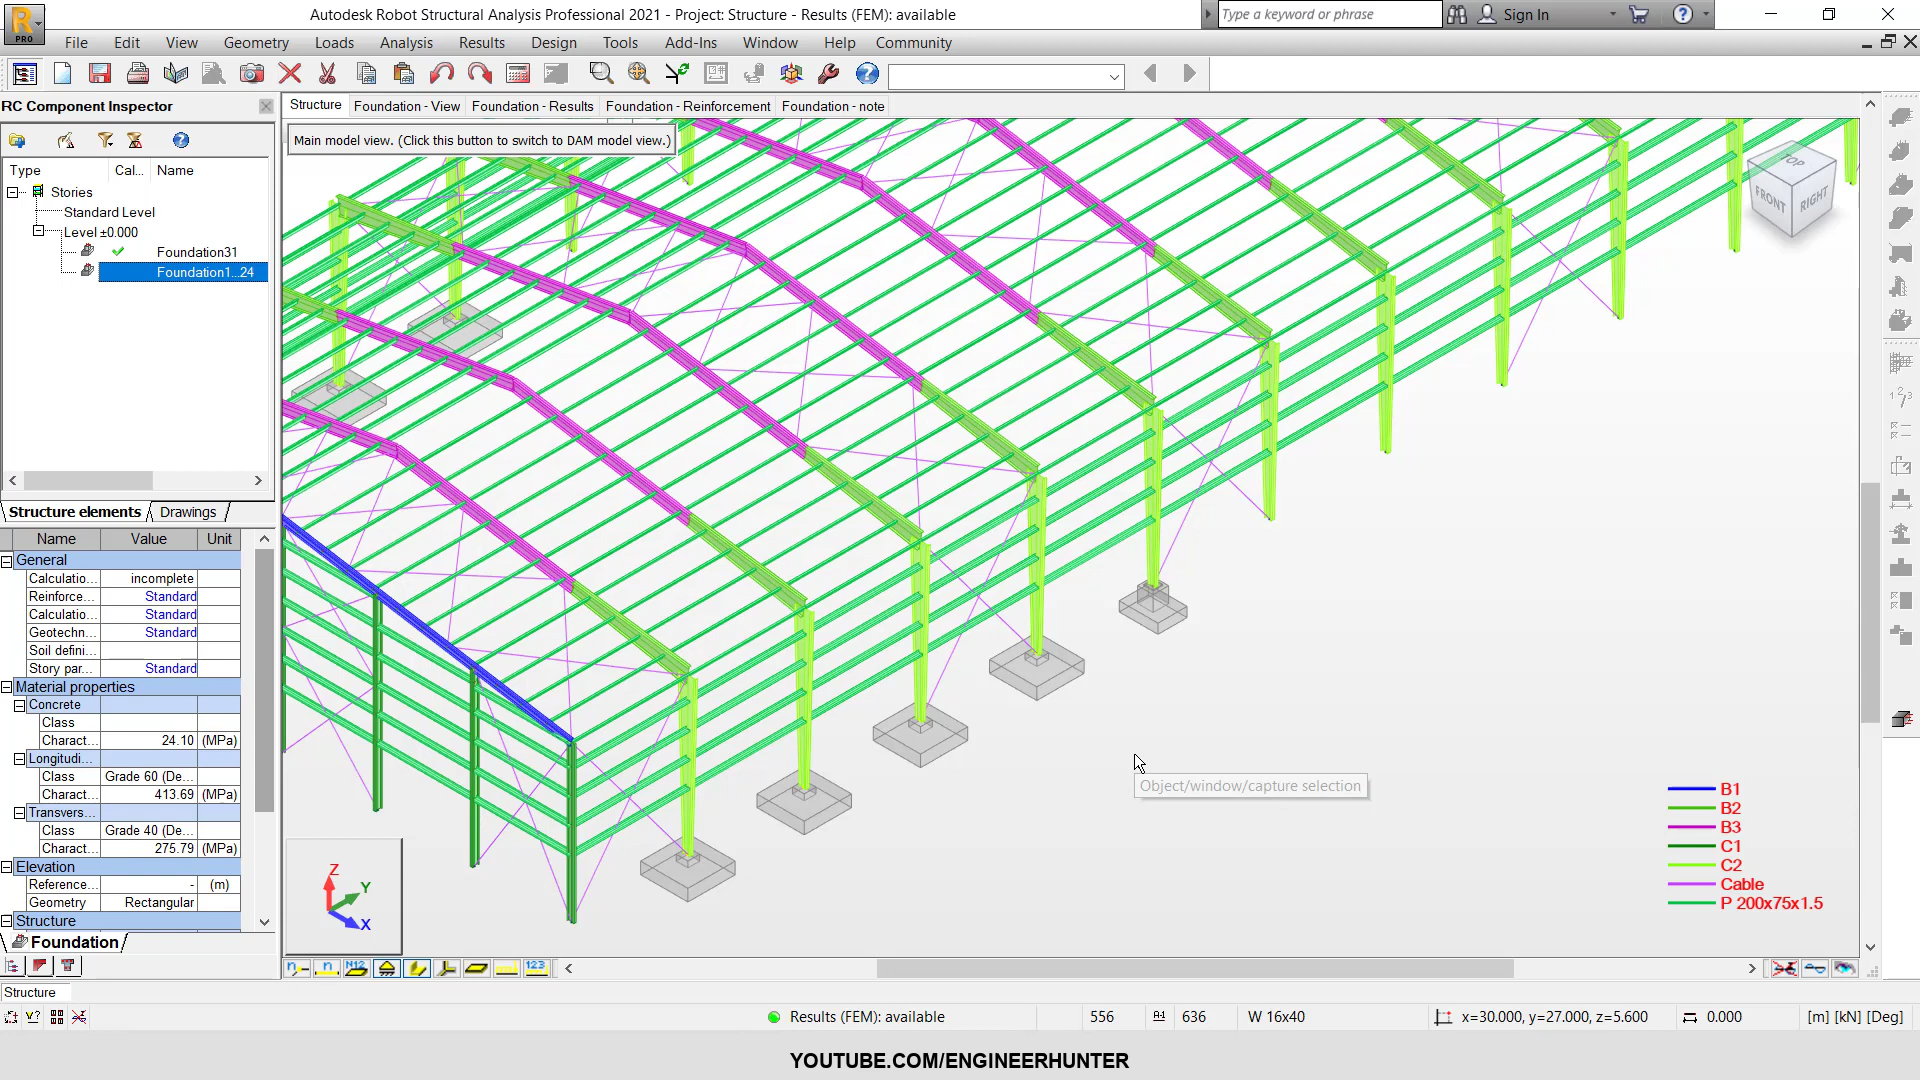 Autodesk Robot Structural Analysis Professional 2021 - Project: Structure - Results (FEM): available
Type a keyword or phrase
Sign In
PRO
File Edit View Geometry Loads Analysis Results Design Tools Add-Ins Window Help Community
RC Component Inspector
Structure Foundation - View Foundation - Results Foundation - Reinforcement Foundation - note
Main model view. (Click this button to switch to DAM model view.)
Type Cal... Name
Stories
Standard Level
Level ±0.000
Foundation31
Foundation1...24
TOP
FRONT RIGHT
Structure elements Drawings
Name Value Unit
General
Calculatio... incomplete
Reinforce... Standard
Calculatio... Standard
Geotechn... Standard
Soil defini...
Story par... Standard
Material properties
Concrete
Class
Charact... 24.10 (MPa)
Longitudi...
Class Grade 60 (De...
Charact... 413.69 (MPa)
Transvers...
Class Grade 40 (De...
Charact... 275.79 (MPa)
Elevation
Reference... - (m)
Geometry Rectangular
Structure
Foundation
Object/window/capture selection
B1
B2
B3
C1
C2
Cable
P 200x75x1.5
Z
Y
X
Structure
Results (FEM): available 556 636 W 16x40 x=30.000, y=27.000, z=5.600 0.000 [m] [kN] [Deg]
YOUTUBE.COM/ENGINEERHUNTER